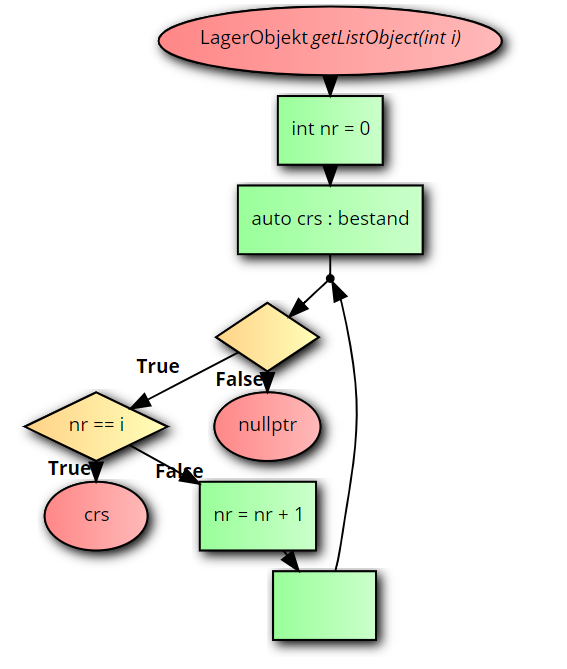 LagerObjekt getListObject(int i)
int nr = 0
auto crs : bestand
True
False
nr == i
nullptr
True
False
crs
nr = nr + 1